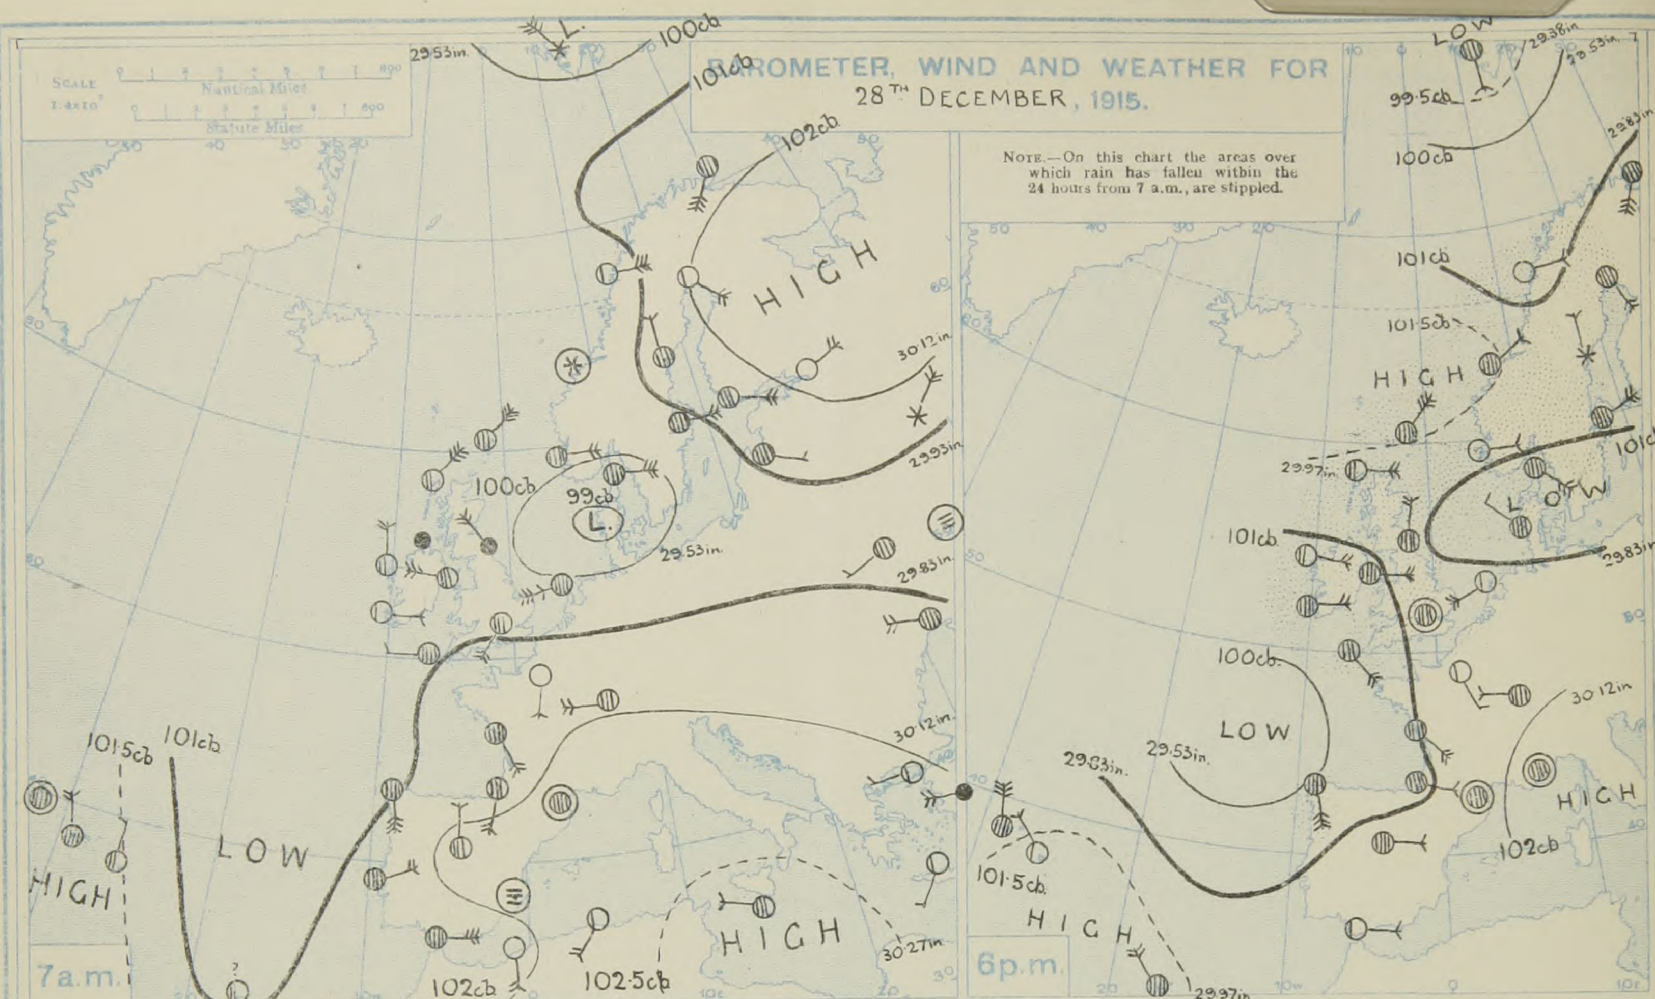 BAROMETER, WIND AND WEATHER FOR
28TH DECEMBER, 1915.
NOTE.—On this chart the areas over
which rain has fallen within the
24 hours from 7 a.m., are stippled.
SCALE
Nautical Miles
Statute Miles
29.53in.
L.
100cb
101cb
102cb
HIGH
30.12in.
29.93in.
100cb
99cb
L.
29.53in.
29.83in.
30.12in.
101.5cb
101cb
LOW
HIGH
HIGH
30.27in
102cb
102.5cb
7a.m.
LOW
29.38in
29.53in.
99.5cb
100cb
29.83in
101cb
101.5cb
HIGH
29.97in.
101cb
LOW
101cb
29.83in
100cb
LOW
29.53in.
29.83in.
30.12in
HIGH
102cb
101.5cb
HIGH
29.97in
6p.m.